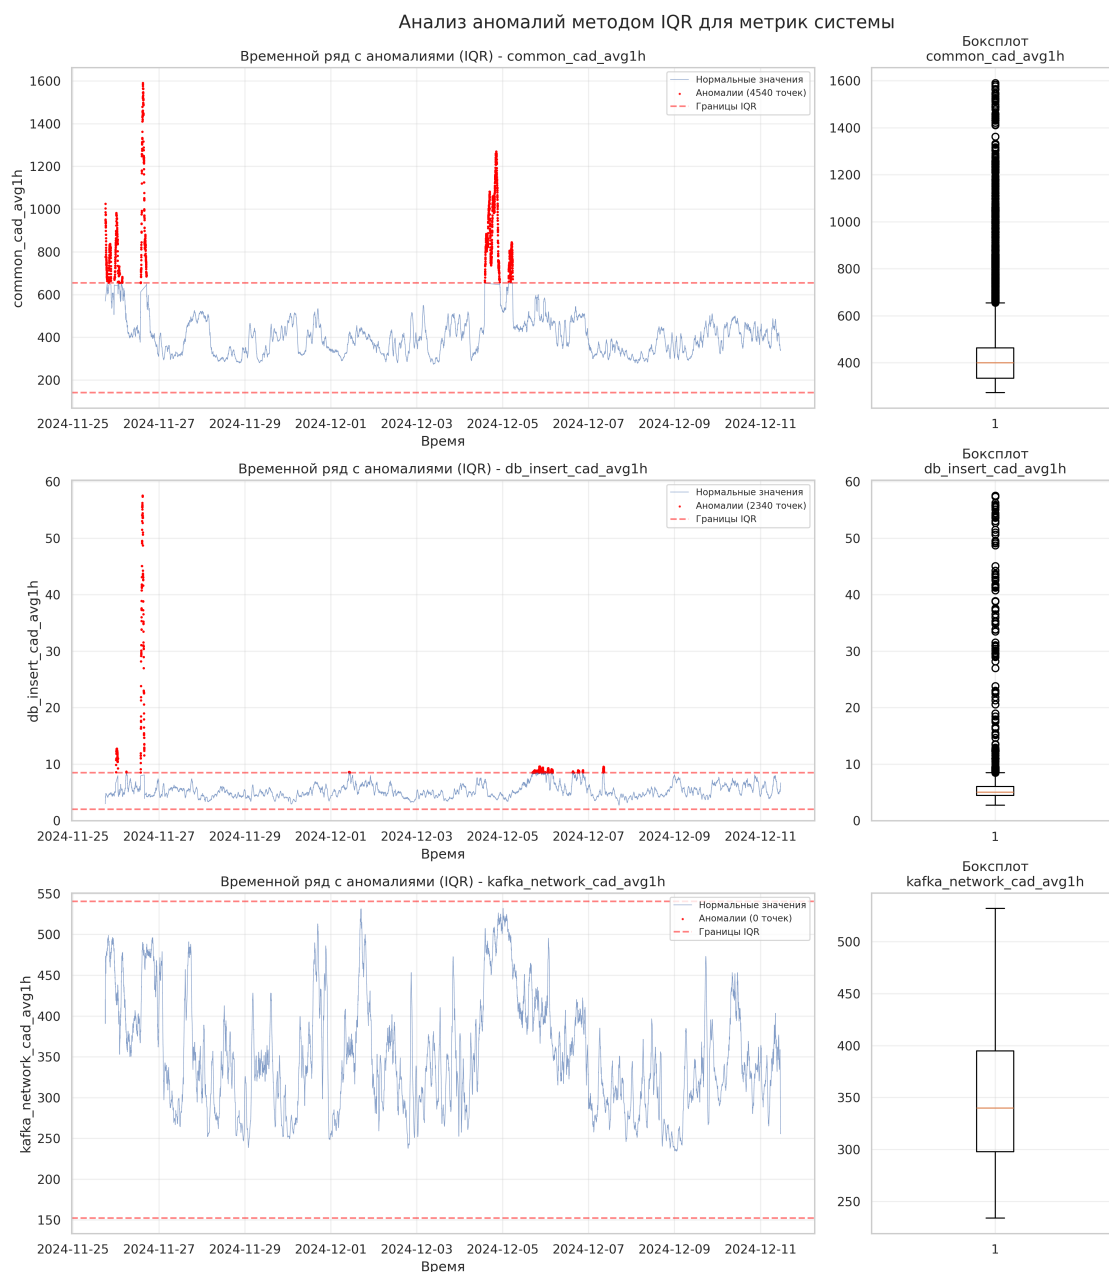 Анализ аномалий методом IQR для метрик системы
Временной ряд с аномалиями (IQR) - common_cad_avg1h
Нормальные значения
Аномалии (4540 точек)
Границы IQR
common_cad_avg1h
1600
1400
1200
1000
800
600
400
200
2024-11-25 2024-11-27 2024-11-29 2024-12-01 2024-12-03 2024-12-05 2024-12-07 2024-12-09 2024-12-11
Время
Боксплот
common_cad_avg1h
1600
1400
1200
1000
800
600
400
1
Временной ряд с аномалиями (IQR) - db_insert_cad_avg1h
Нормальные значения
Аномалии (2340 точек)
Границы IQR
db_insert_cad_avg1h
60
50
40
30
20
10
0
2024-11-25 2024-11-27 2024-11-29 2024-12-01 2024-12-03 2024-12-05 2024-12-07 2024-12-09 2024-12-11
Время
Боксплот
db_insert_cad_avg1h
60
50
40
30
20
10
0
1
Временной ряд с аномалиями (IQR) - kafka_network_cad_avg1h
Нормальные значения
Аномалии (0 точек)
Границы IQR
kafka_network_cad_avg1h
550
500
450
400
350
300
250
200
150
2024-11-25 2024-11-27 2024-11-29 2024-12-01 2024-12-03 2024-12-05 2024-12-07 2024-12-09 2024-12-11
Время
Боксплот
kafka_network_cad_avg1h
500
450
400
350
300
250
1